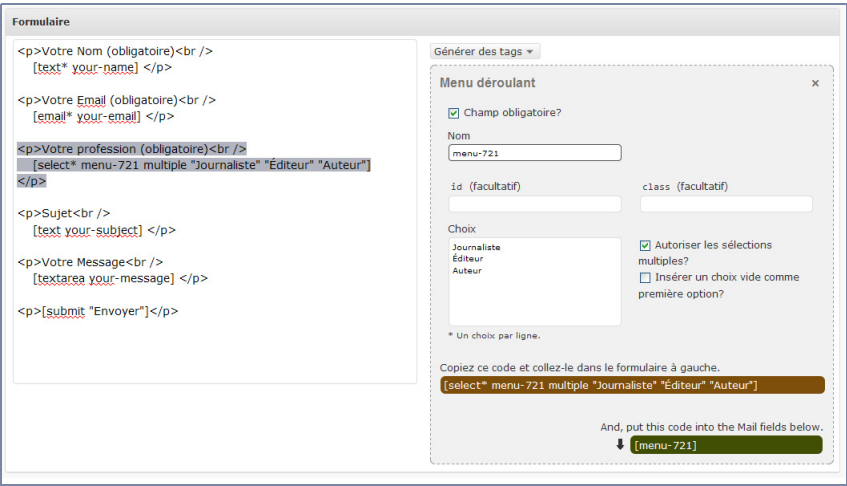 Formulaire
<p>Votre Nom (obligatoire)<br />
[text* your-name] </p>
<p>Votre Email (obligatoire)<br />
[email* your-email] </p>
<p>Votre profession (obligatoire)<br />
[select* menu-721 multiple "Journaliste" "Éditeur" "Auteur"]
</p>
<p>Sujet<br />
[text your-subject] </p>
<p>Votre Message<br />
[textarea your-message] </p>
<p>[submit "Envoyer"]</p>
Générer des tags
Menu déroulant ×
Champ obligatoire?
Nom
menu-721
id (facultatif) class (facultatif)
Choix
Journaliste
Éditeur
Auteur
Autoriser les sélections
multiples?
Insérer un choix vide comme
première option?
* Un choix par ligne.
Copiez ce code et collez-le dans le formulaire à gauche.
[select* menu-721 multiple "Journaliste" "Éditeur" "Auteur"]
And, put this code into the Mail fields below.
[menu-721]